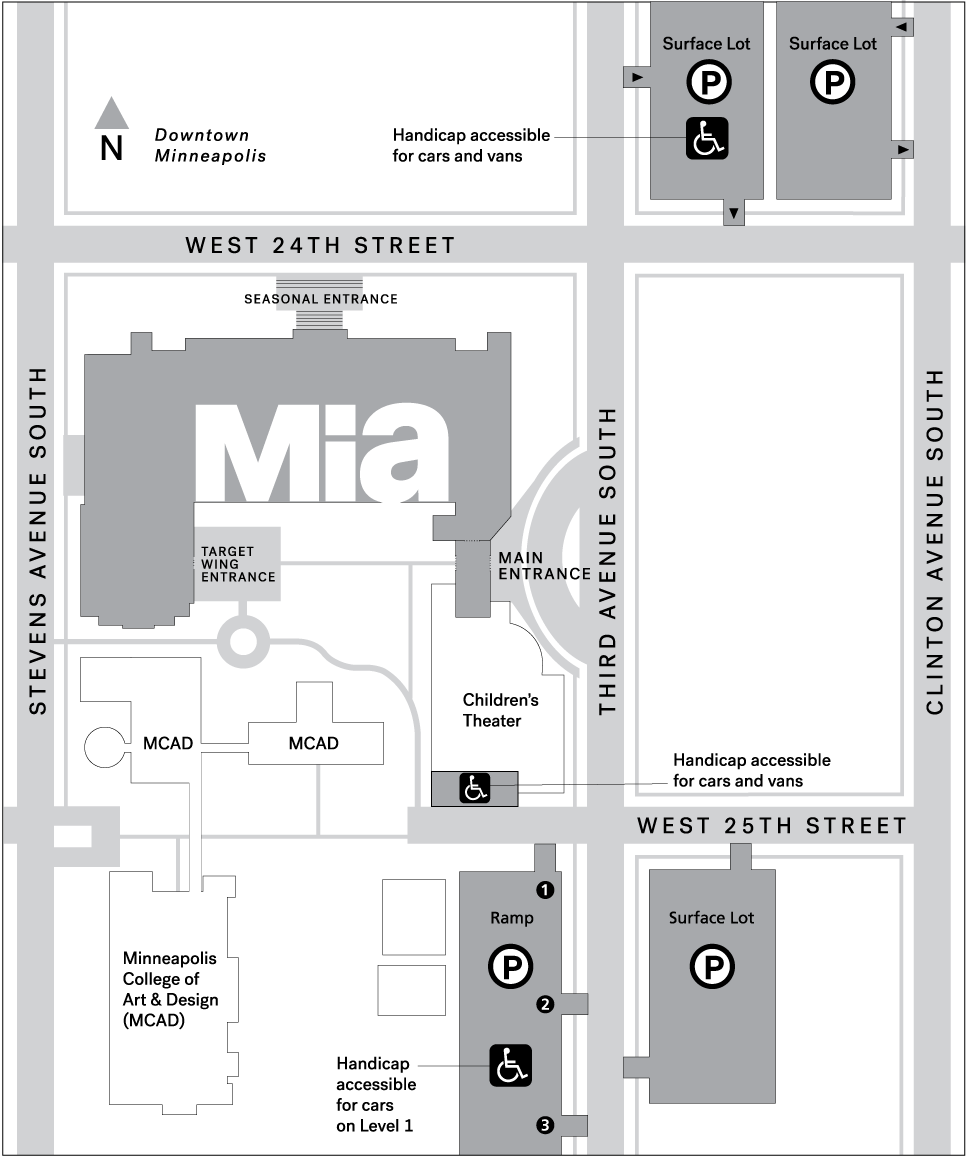 Surface Lot
P
Surface Lot
P
N
Downtown
Minneapolis
Handicap accessible
for cars and vans
WEST 24TH STREET
SEASONAL ENTRANCE
Mia
STEVENS AVENUE SOUTH
THIRD AVENUE SOUTH
CLINTON AVENUE SOUTH
TARGET
WING
ENTRANCE
MAIN
ENTRANCE
Children's
Theater
MCAD
MCAD
Handicap accessible
for cars and vans
WEST 25TH STREET
1
Ramp
P
2
3
Surface Lot
P
Minneapolis
College of
Art & Design
(MCAD)
Handicap
accessible
for cars
on Level 1